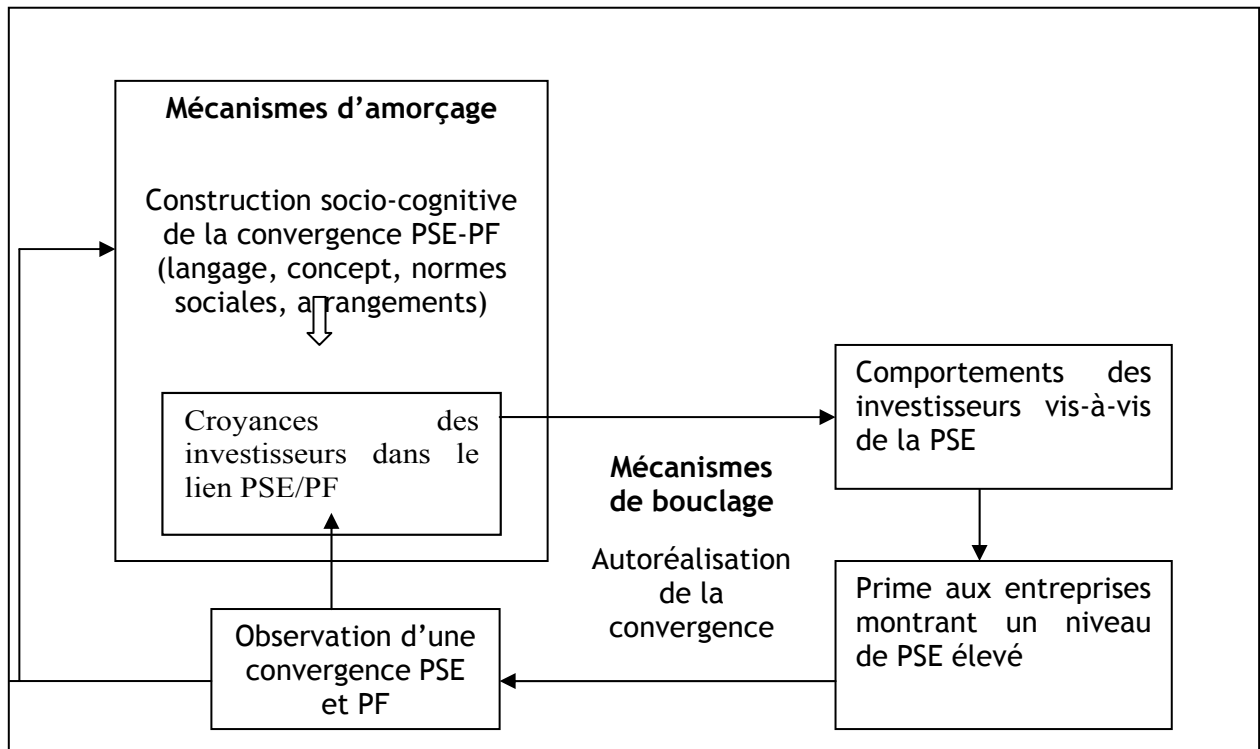 Mécanismes d’amorçage
Construction socio-cognitive
de la convergence PSE-PF
(langage, concept, normes
sociales, arrangements)
Croyances des
investisseurs dans le
lien PSE/PF
Comportements des
investisseurs vis-à-vis
de la PSE
Mécanismes
de bouclage
Autoréalisation
de la
convergence
Prime aux entreprises
montrant un niveau
de PSE élevé
Observation d’une
convergence PSE
et PF